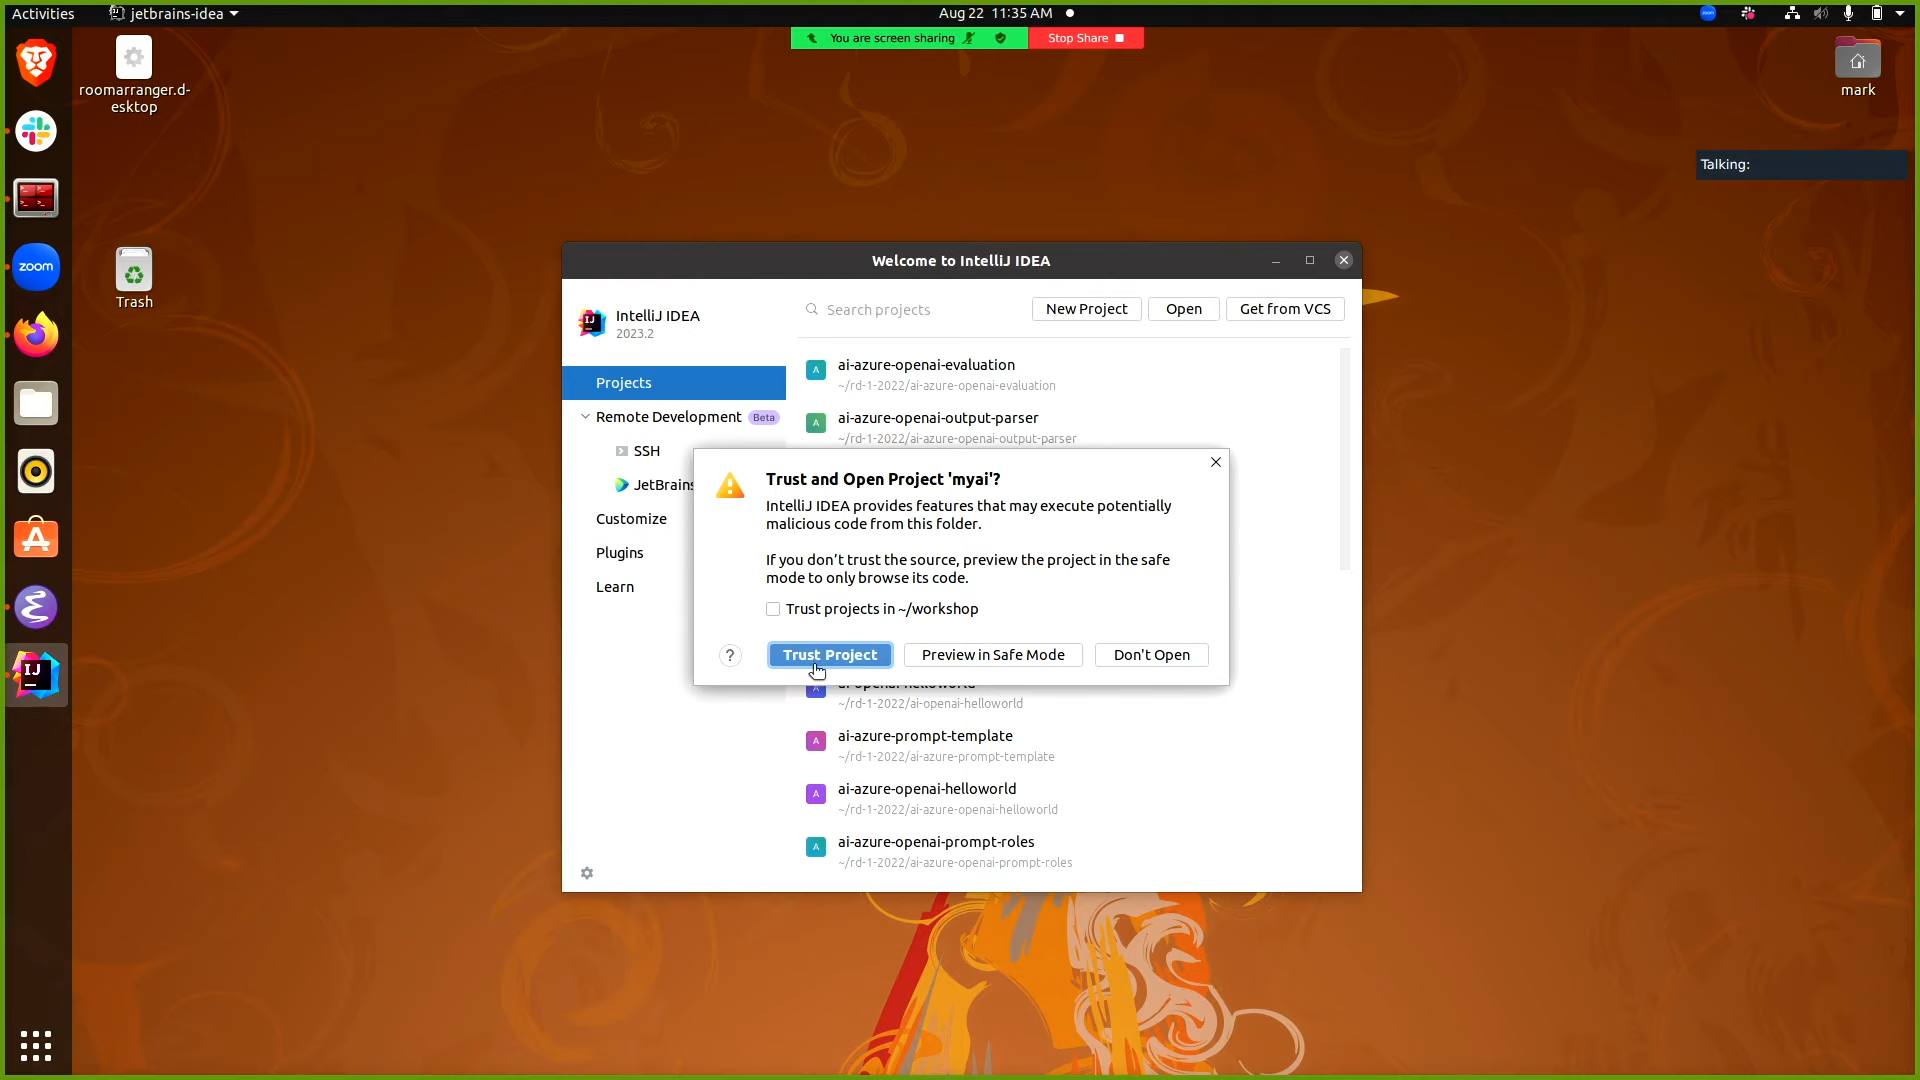 Activities
jetbrains-idea
Aug 22 11:35 AM
You are screen sharing
Stop Share
roomarranger.d-
esktop
mark
Talking:
zoom
Trash
Welcome to IntelliJ IDEA
IntelliJ IDEA
2023.2
Search projects
New Project
Open
Get from VCS
Projects
Remote Development Beta
SSH
JetBrains
Customize
Plugins
Learn
A
ai-azure-openai-evaluation
~/rd-1-2022/ai-azure-openai-evaluation
A
ai-azure-openai-output-parser
~/rd-1-2022/ai-azure-openai-output-parser
Trust and Open Project 'myai'?
IntelliJ IDEA provides features that may execute potentially
malicious code from this folder.
If you don't trust the source, preview the project in the safe
mode to only browse its code.
Trust projects in ~/workshop
?
Trust Project
Preview in Safe Mode
Don't Open
IJ
ai-openai-helloworld
~/rd-1-2022/ai-openai-helloworld
A
ai-azure-prompt-template
~/rd-1-2022/ai-azure-prompt-template
A
ai-azure-openai-helloworld
~/rd-1-2022/ai-azure-openai-helloworld
A
ai-azure-openai-prompt-roles
~/rd-1-2022/ai-azure-openai-prompt-roles